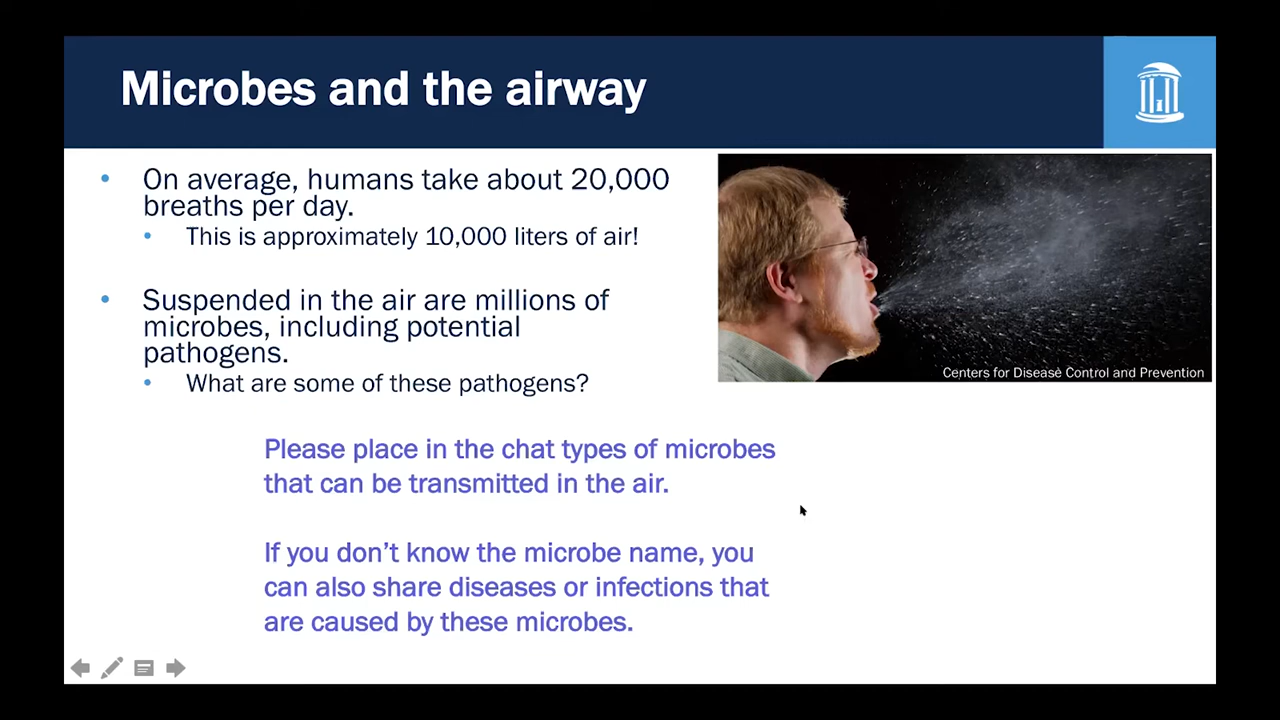 Microbes and the airway
On average, humans take about 20,000
breaths per day.
This is approximately 10,000 liters of air!
Suspended in the air are millions of
microbes, including potential
pathogens.
What are some of these pathogens?
Centers for Disease Control and Prevention
Please place in the chat types of microbes
that can be transmitted in the air.
If you don’t know the microbe name, you
can also share diseases or infections that
are caused by these microbes.